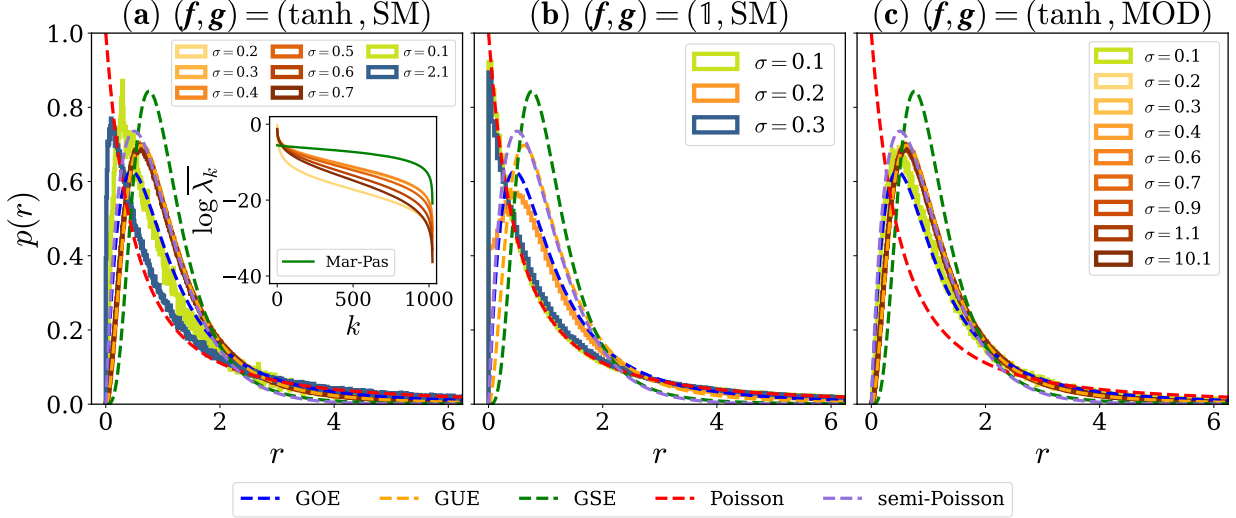 (a) (f, g) = (tanh, SM)
(b) (f, g) = (𝟙, SM)
(c) (f, g) = (tanh, MOD)
p(r)
1.0
0.8
0.6
0.4
0.2
0.0
σ = 0.2
σ = 0.3
σ = 0.4
σ = 0.5
σ = 0.6
σ = 0.7
σ = 0.1
σ = 2.1
log λ̅ₖ
0
−20
−40
Mar-Pas
0
500
1000
k
0
2
4
6
r
σ = 0.1
σ = 0.2
σ = 0.3
0
2
4
6
r
σ = 0.1
σ = 0.2
σ = 0.3
σ = 0.4
σ = 0.6
σ = 0.7
σ = 0.9
σ = 1.1
σ = 10.1
0
2
4
6
r
GOE
GUE
GSE
Poisson
semi-Poisson